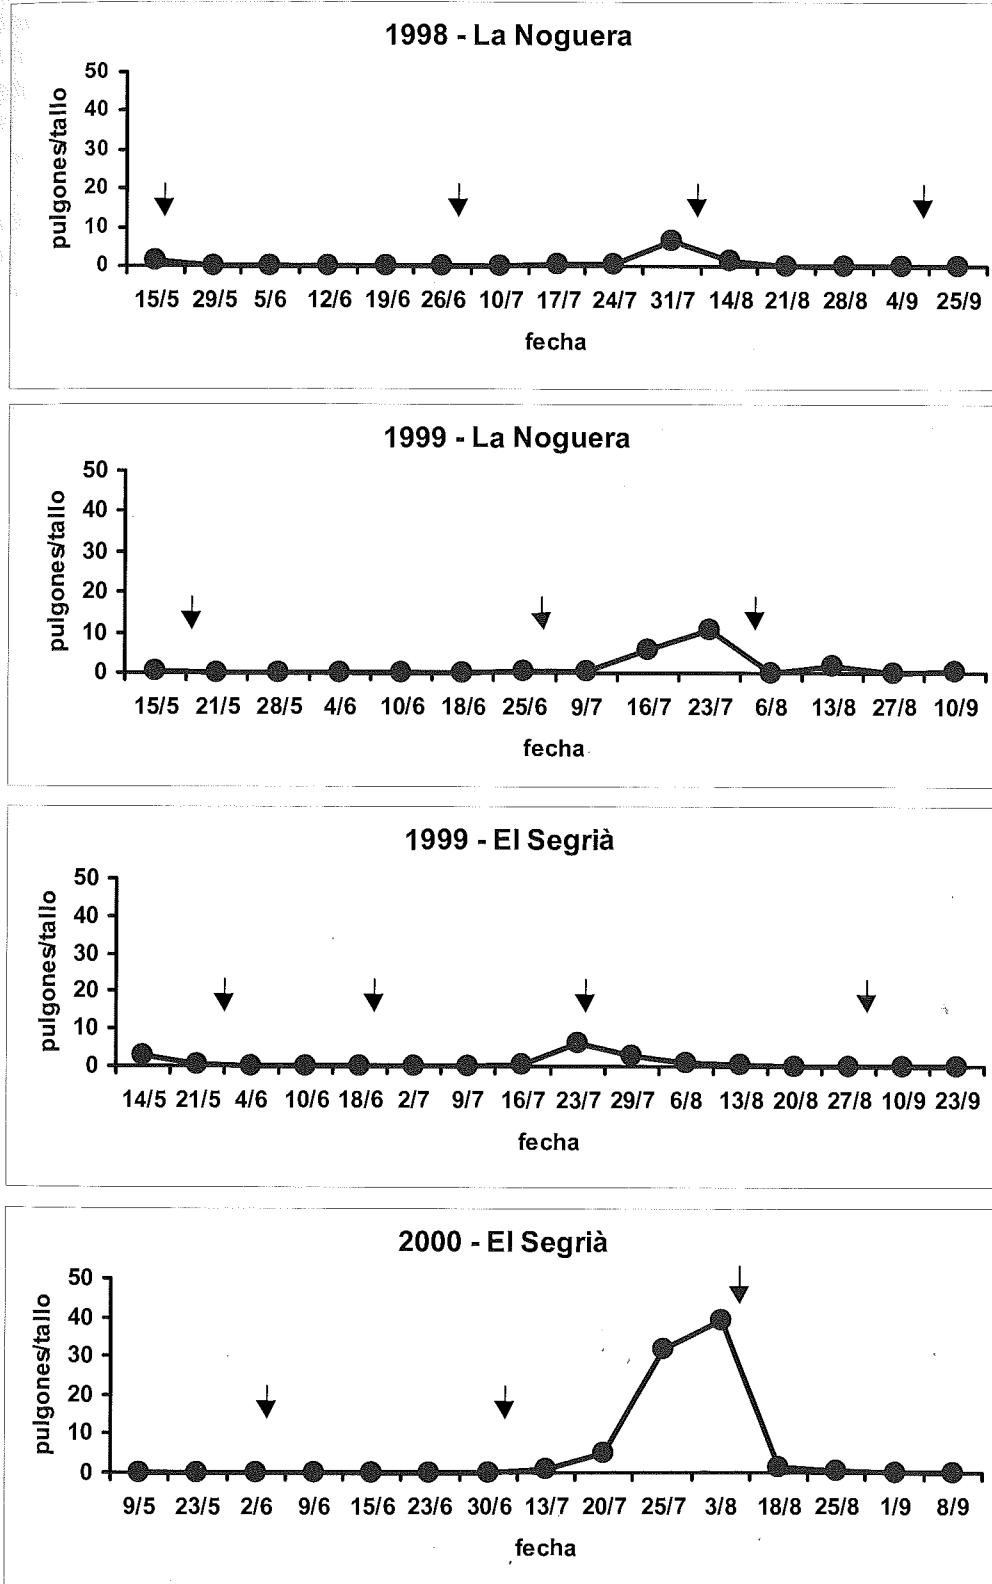 1998 - La Noguera
pulgones/tallo
50
40
30
20
10
0
15/5 29/5 5/6 12/6 19/6 26/6 10/7 17/7 24/7 31/7 14/8 21/8 28/8 4/9 25/9
fecha
1999 - La Noguera
pulgones/tallo
50
40
30
20
10
0
15/5 21/5 28/5 4/6 10/6 18/6 25/6 9/7 16/7 23/7 6/8 13/8 27/8 10/9
fecha
1999 - El Segrià
pulgones/tallo
50
40
30
20
10
0
14/5 21/5 4/6 10/6 18/6 2/7 9/7 16/7 23/7 29/7 6/8 13/8 20/8 27/8 10/9 23/9
fecha
2000 - El Segrià
pulgones/tallo
50
40
30
20
10
0
9/5 23/5 2/6 9/6 15/6 23/6 30/6 13/7 20/7 25/7 3/8 18/8 25/8 1/9 8/9
fecha